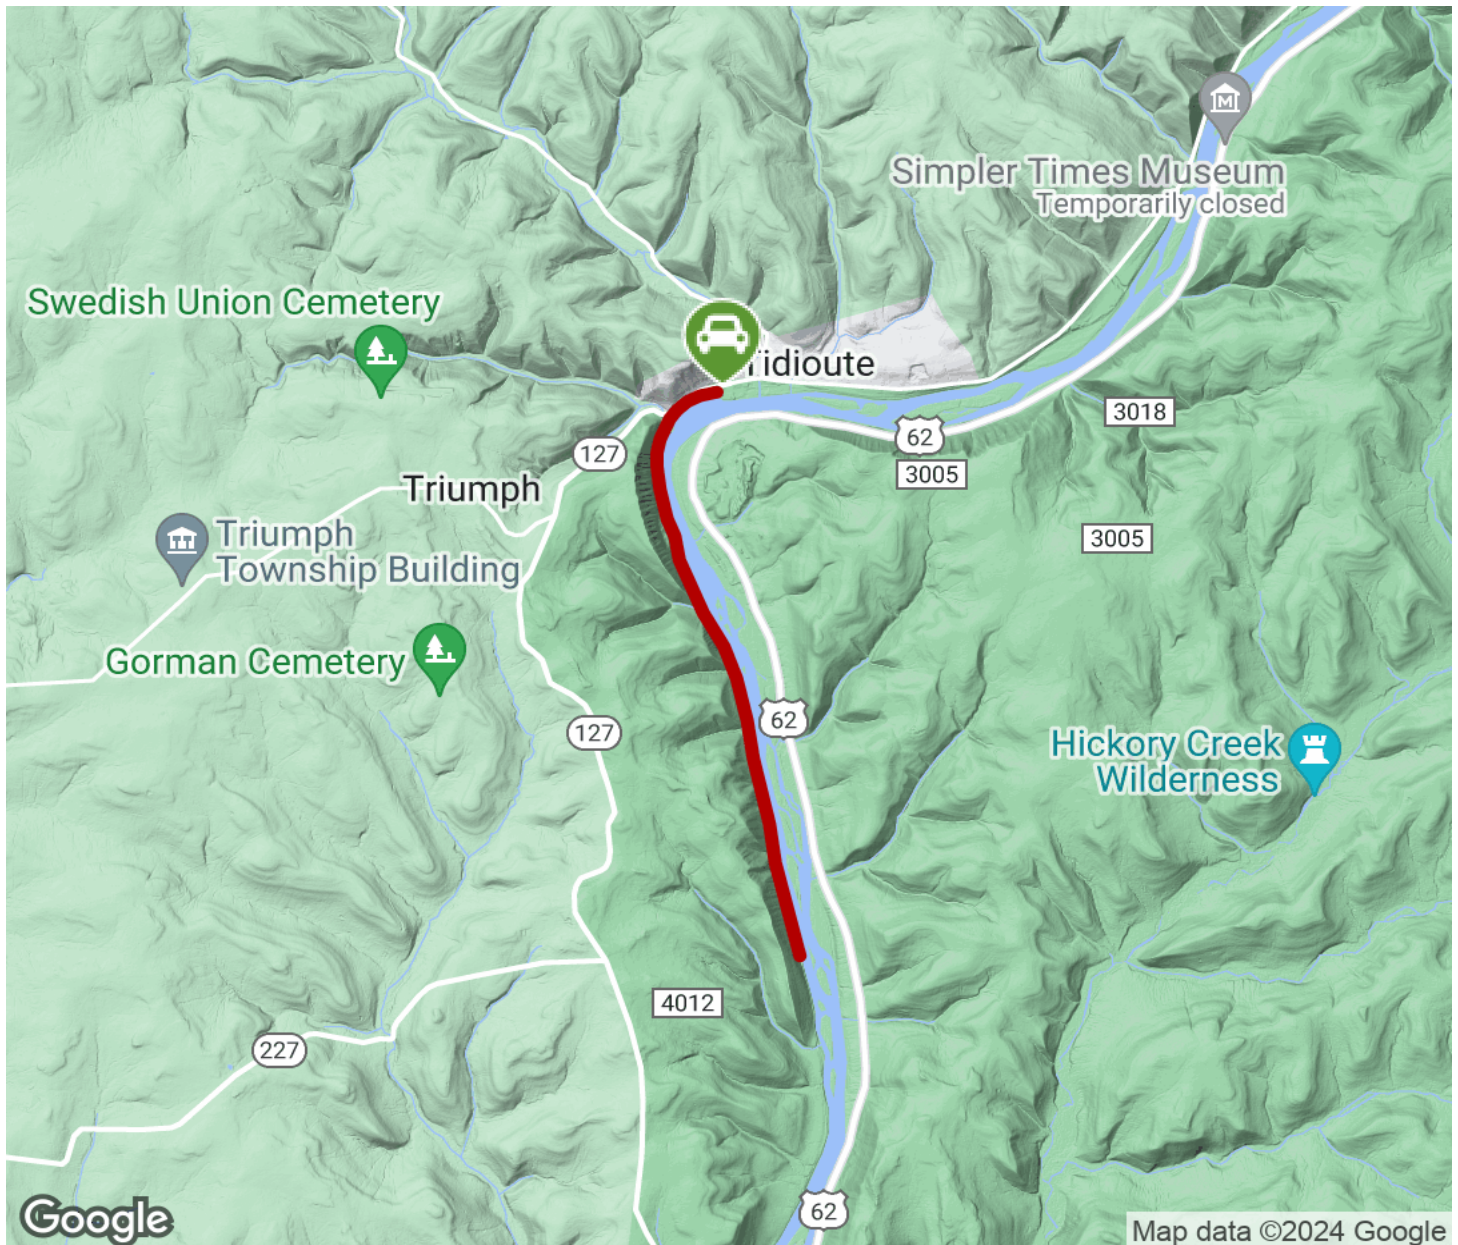 Simpler Times Museum
Temporarily closed
Swedish Union Cemetery
Tidioute
3018
62
127
3005
Triumph
3005
Triumph
Township Building
Gorman Cemetery
62
127
Hickory Creek
Wilderness
4012
227
62
Google
Map data ©2024 Google